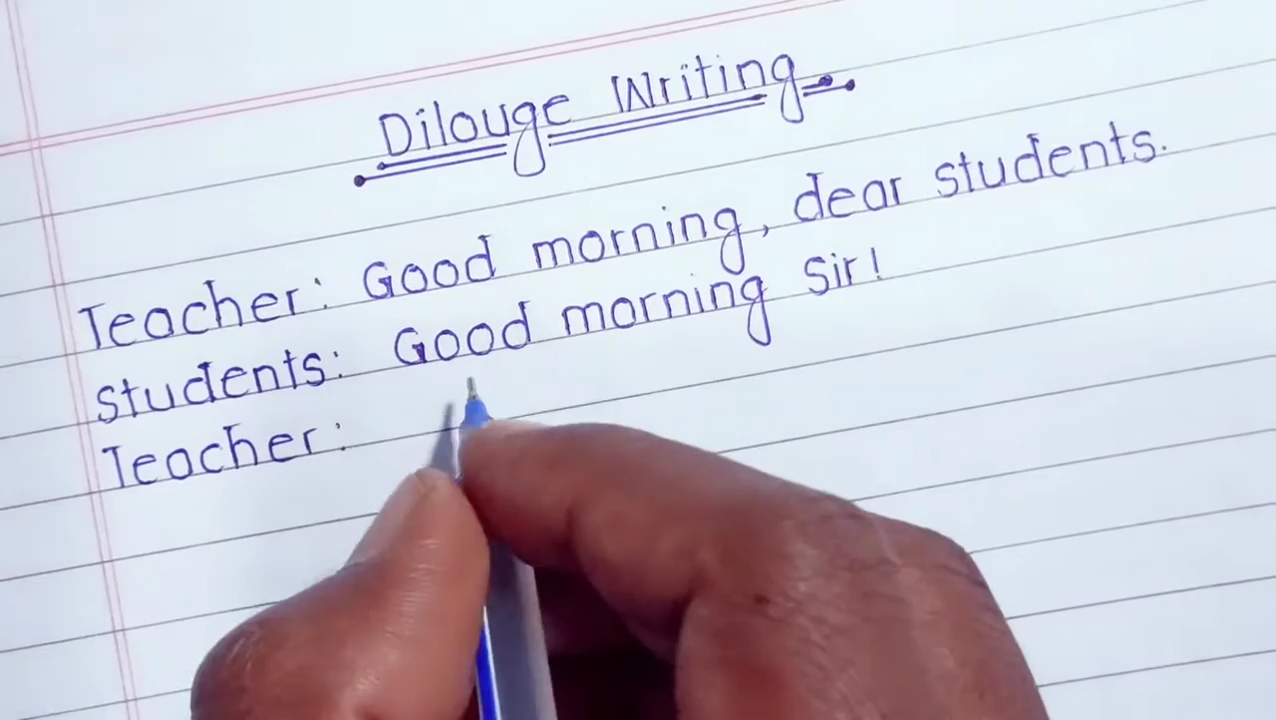 Dilouge Writing
Teacher: Good morning, dear students.
students: Good morning Sir!
Teacher: